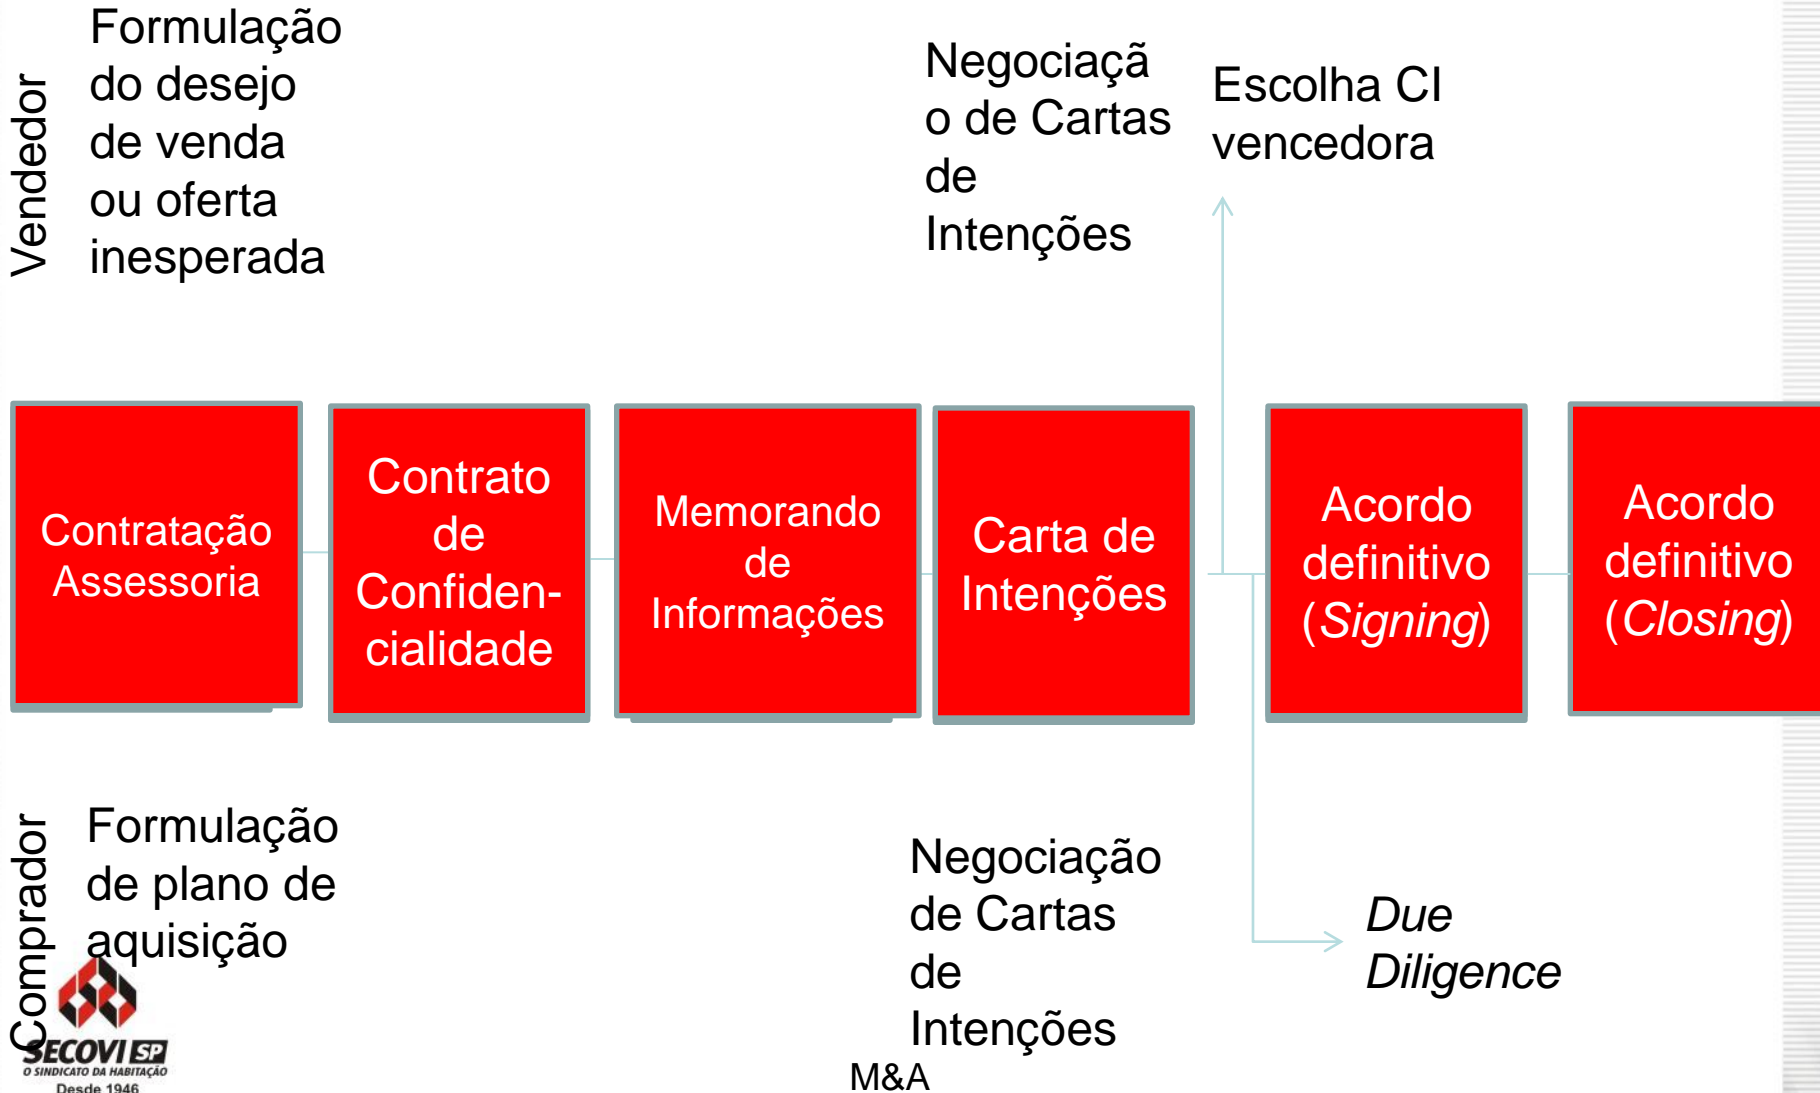 Vendedor
Formulação
do desejo
de venda
ou oferta
inesperada
Negociaçã
o de Cartas
de
Intenções
Escolha CI
vencedora
Contratação
Assessoria
Contrato
de
Confiden-
cialidade
Memorando
de
Informações
Carta de
Intenções
Acordo
definitivo
(Signing)
Acordo
definitivo
(Closing)
Comprador
Formulação
de plano de
aquisição
Negociação
de Cartas
de
Intenções
Due
Diligence
SECOVI SP
O SINDICATO DA HABITAÇÃO
Desde 1946
M&A